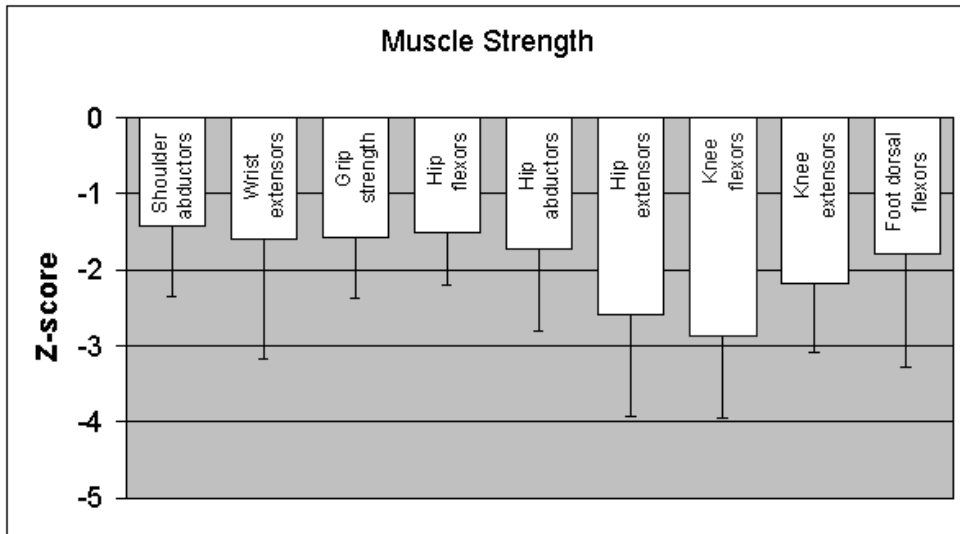 Muscle Strength
Z-score
0
-1
-2
-3
-4
-5
Shoulder
abductors
Wrist
extensors
Grip
strength
Hip
flexors
Hip
abductors
Hip
extensors
Knee
flexors
Knee
extensors
Foot dorsal
flexors